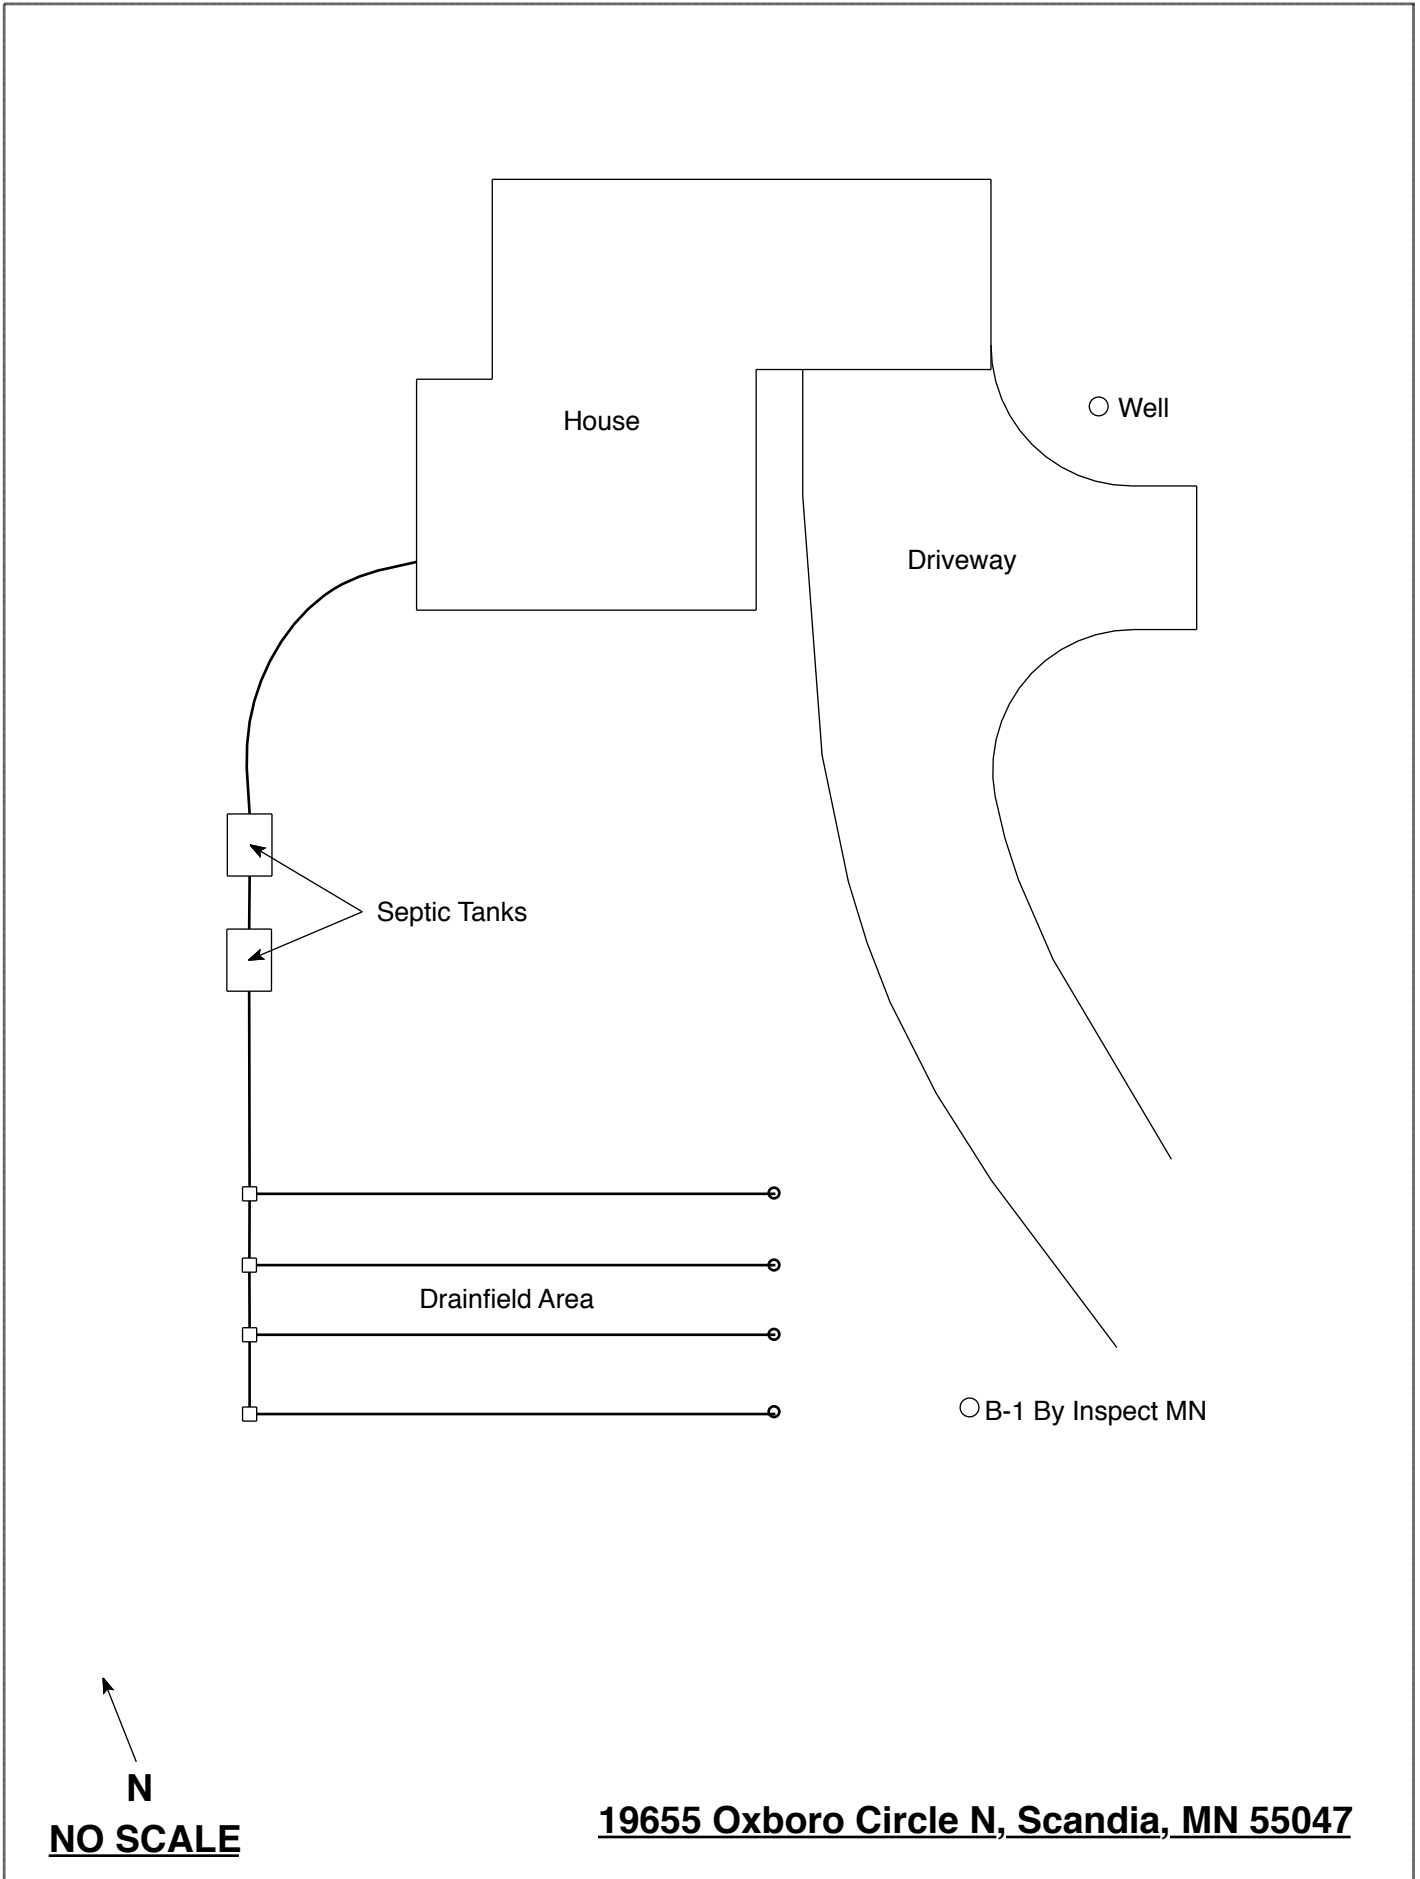 House
Well
Driveway
Septic Tanks
Drainfield Area
B-1 By Inspect MN
N
NO SCALE
19655 Oxboro Circle N, Scandia, MN 55047